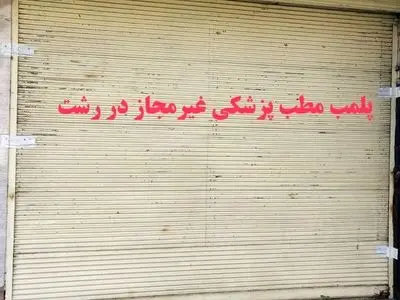 پلمب مطب پزشکی غیرمجاز در رشت